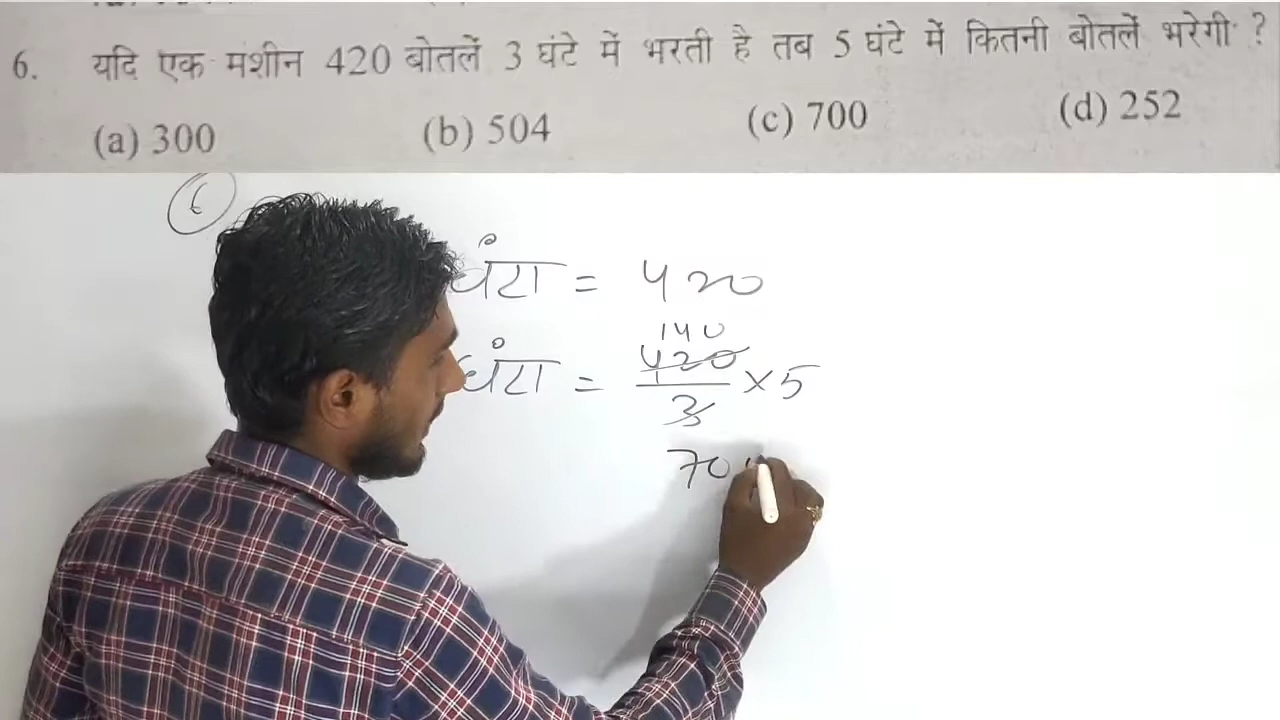 6. यदि एक मशीन 420 बोतलें 3 घंटे में भरती है तब 5 घंटे में कितनी बोतलें भरेगी ?
(a) 300 (b) 504 (c) 700 (d) 252
6
घंटा = 420
140
घंटा = 420/3 × 5
70